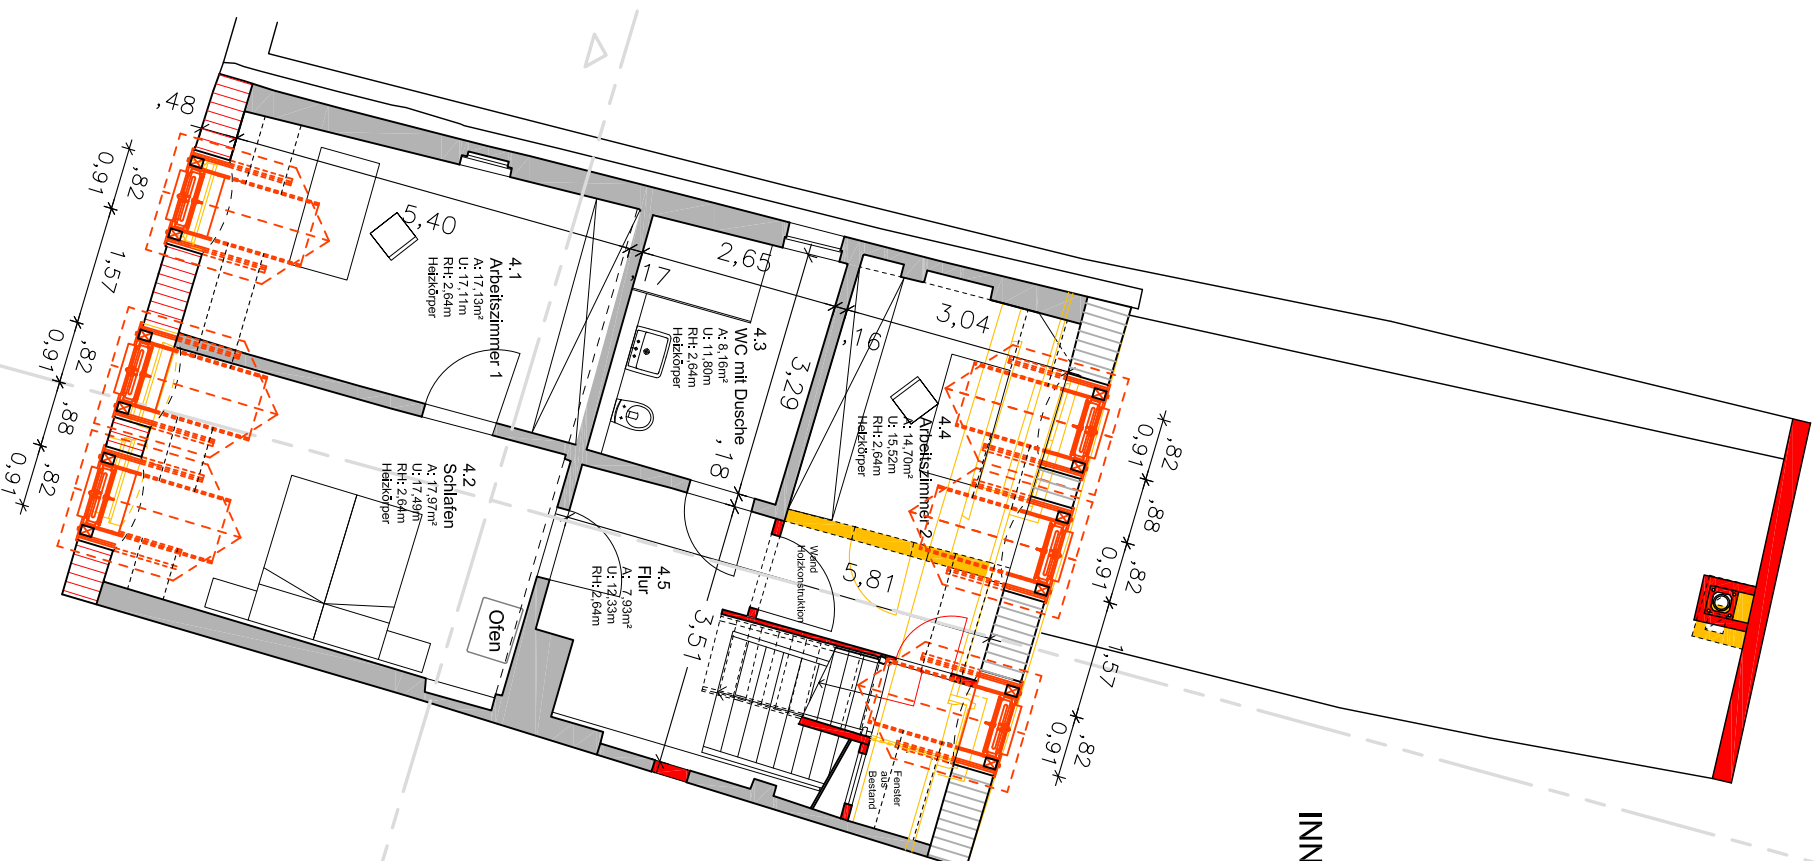 4.1
Arbeitszimmer 1
A: 17,13m²
U: 17,11m
RH: 2,64m
Heizkörper
4.2
Schlafen
A: 17,97m²
U: 17,49m
RH: 2,64m
Heizkörper
4.3
WC mit Dusche
A: 8,16m²
U: 11,80m
RH: 2,64m
Heizkörper
4.4
Arbeitszimmer 2
A: 14,70m²
U: 15,52m
RH: 2,64m
Heizkörper
4.5
Flur
A: 7,93m²
U: 12,33m
RH: 2,64m
Ofen
Wand
Holzkonstruktion
Fenster
aus
Bestand
,48
5,40
,17
2,65
3,29
,16
3,04
,18
5,81
3,51
,82
0,91
1,57
,82
0,91
,88
,82
0,91
,82
0,91
,88
,82
0,91
1,57
,82
0,91
INN